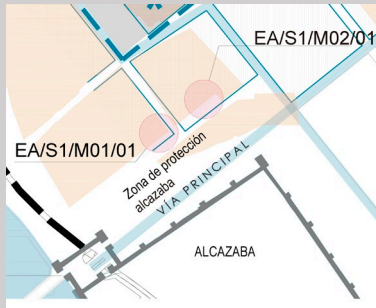 EA/S1/M02/01
EA/S1/M01/01
Zona de protección
alcazaba
VÍA PRINCIPAL
ALCAZABA